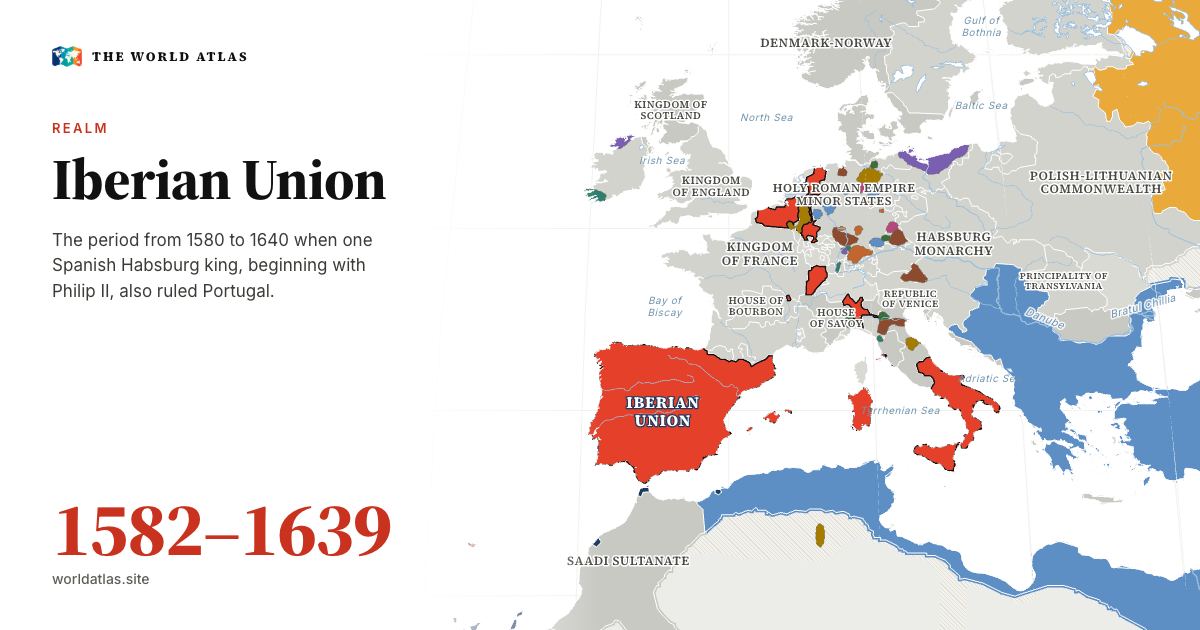 THE WORLD ATLAS
REALM
Iberian Union
The period from 1580 to 1640 when one
Spanish Habsburg king, beginning with
Philip II, also ruled Portugal.
1582–1639
worldatlas.site
Gulf of
Bothnia
DENMARK-NORWAY
KINGDOM OF
SCOTLAND
North Sea
Baltic Sea
Irish Sea
KINGDOM
OF ENGLAND
HOLY ROMAN EMPIRE
MINOR STATES
POLISH-LITHUANIAN
COMMONWEALTH
KINGDOM
OF FRANCE
HABSBURG
MONARCHY
PRINCIPALITY OF
TRANSYLVANIA
Bay of
Biscay
HOUSE OF
BOURBON
HOUSE
OF SAVOY
REPUBLIC
OF VENICE
Danube
Bratul Chillia
IBERIAN
UNION
Adriatic Se
Tyrrhenian Sea
SAADI SULTANATE